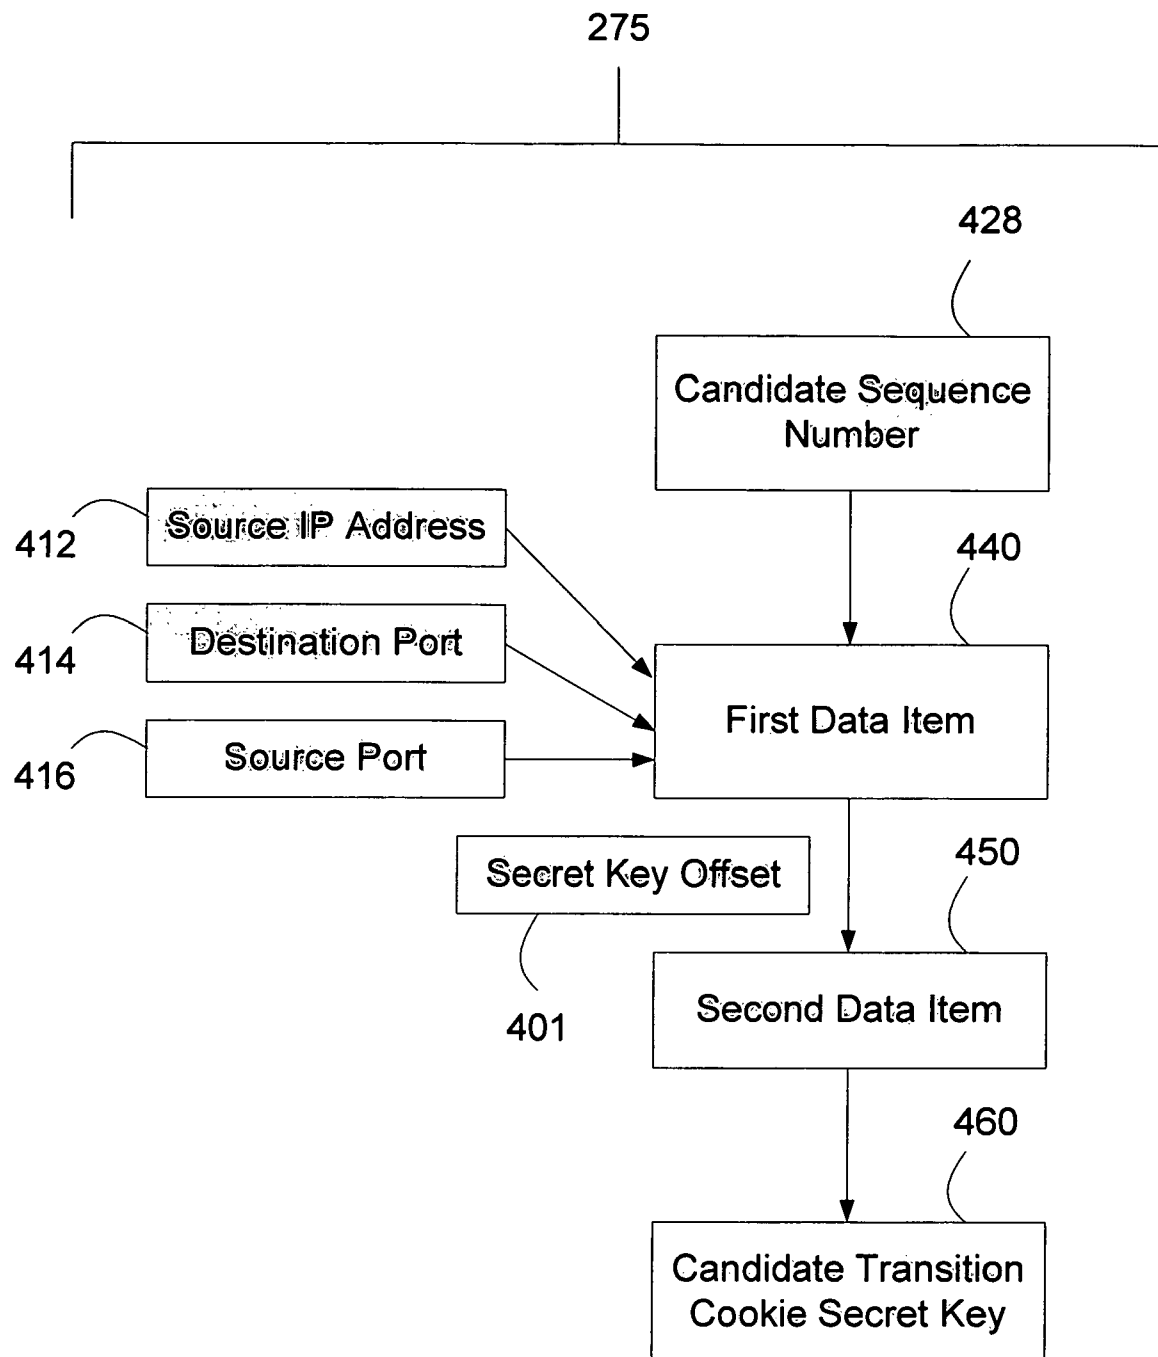 275
428
Candidate Sequence
Number
412
Source IP Address
440
414
Destination Port
First Data Item
416
Source Port
Secret Key Offset
450
401
Second Data Item
460
Candidate Transition
Cookie Secret Key